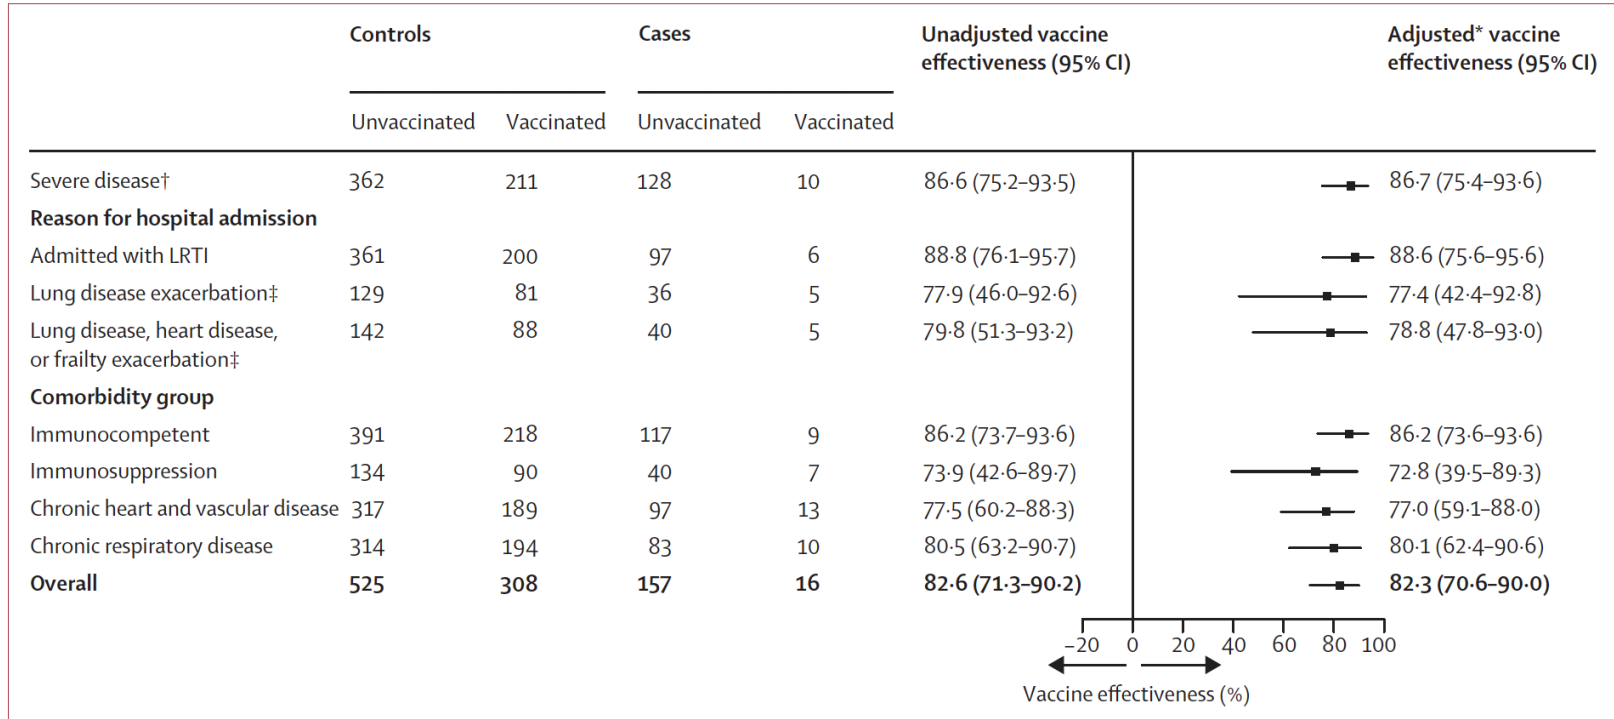 Controls Cases Unadjusted vaccine effectiveness (95% CI) Adjusted* vaccine effectiveness (95% CI)
Unvaccinated Vaccinated Unvaccinated Vaccinated
Severe disease† 362 211 128 10 86·6 (75·2–93·5) 86·7 (75·4–93·6)
Reason for hospital admission
Admitted with LRTI 361 200 97 6 88·8 (76·1–95·7) 88·6 (75·6–95·6)
Lung disease exacerbation‡ 129 81 36 5 77·9 (46·0–92·6) 77·4 (42·4–92·8)
Lung disease, heart disease, 142 88 40 5 79·8 (51·3–93·2) 78·8 (47·8–93·0)
or frailty exacerbation‡
Comorbidity group
Immunocompetent 391 218 117 9 86·2 (73·7–93·6) 86·2 (73·6–93·6)
Immunosuppression 134 90 40 7 73·9 (42·6–89·7) 72·8 (39·5–89·3)
Chronic heart and vascular disease 317 189 97 13 77·5 (60·2–88·3) 77·0 (59·1–88·0)
Chronic respiratory disease 314 194 83 10 80·5 (63·2–90·7) 80·1 (62·4–90·6)
Overall 525 308 157 16 82·6 (71·3–90·2) 82·3 (70·6–90·0)
–20 0 20 40 60 80 100
Vaccine effectiveness (%)